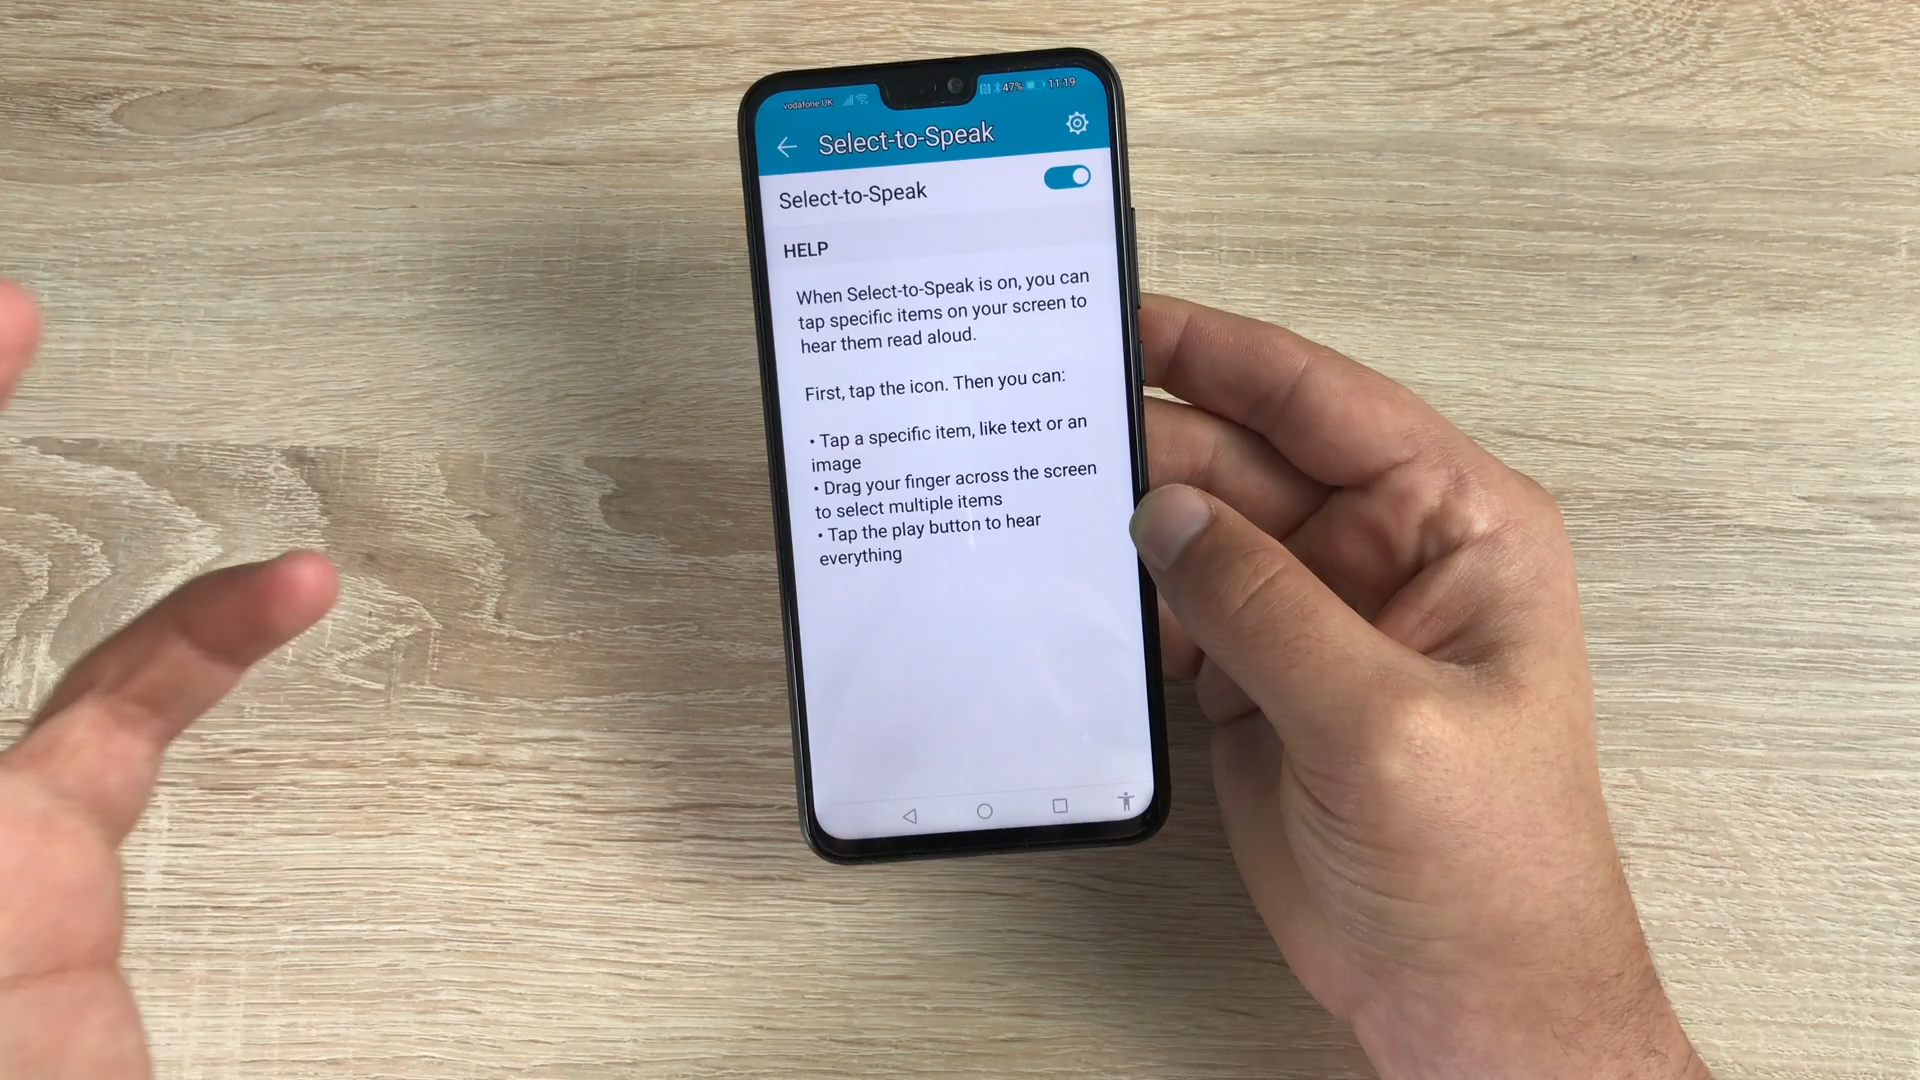 vodafone UK 47% 11:19
Select-to-Speak
Select-to-Speak
HELP
When Select-to-Speak is on, you can
tap specific items on your screen to
hear them read aloud.
First, tap the icon. Then you can:
• Tap a specific item, like text or an
image
• Drag your finger across the screen
to select multiple items
• Tap the play button to hear
everything